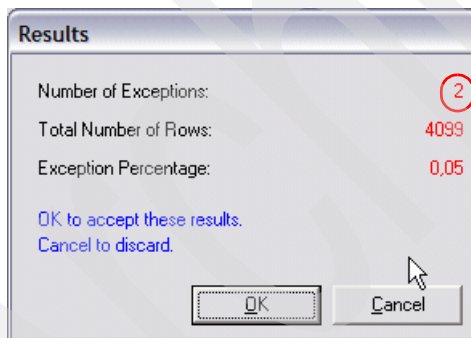 Results
Number of Exceptions: 2
Total Number of Rows: 4099
Exception Percentage: 0,05
OK to accept these results.
Cancel to discard.
OK Cancel